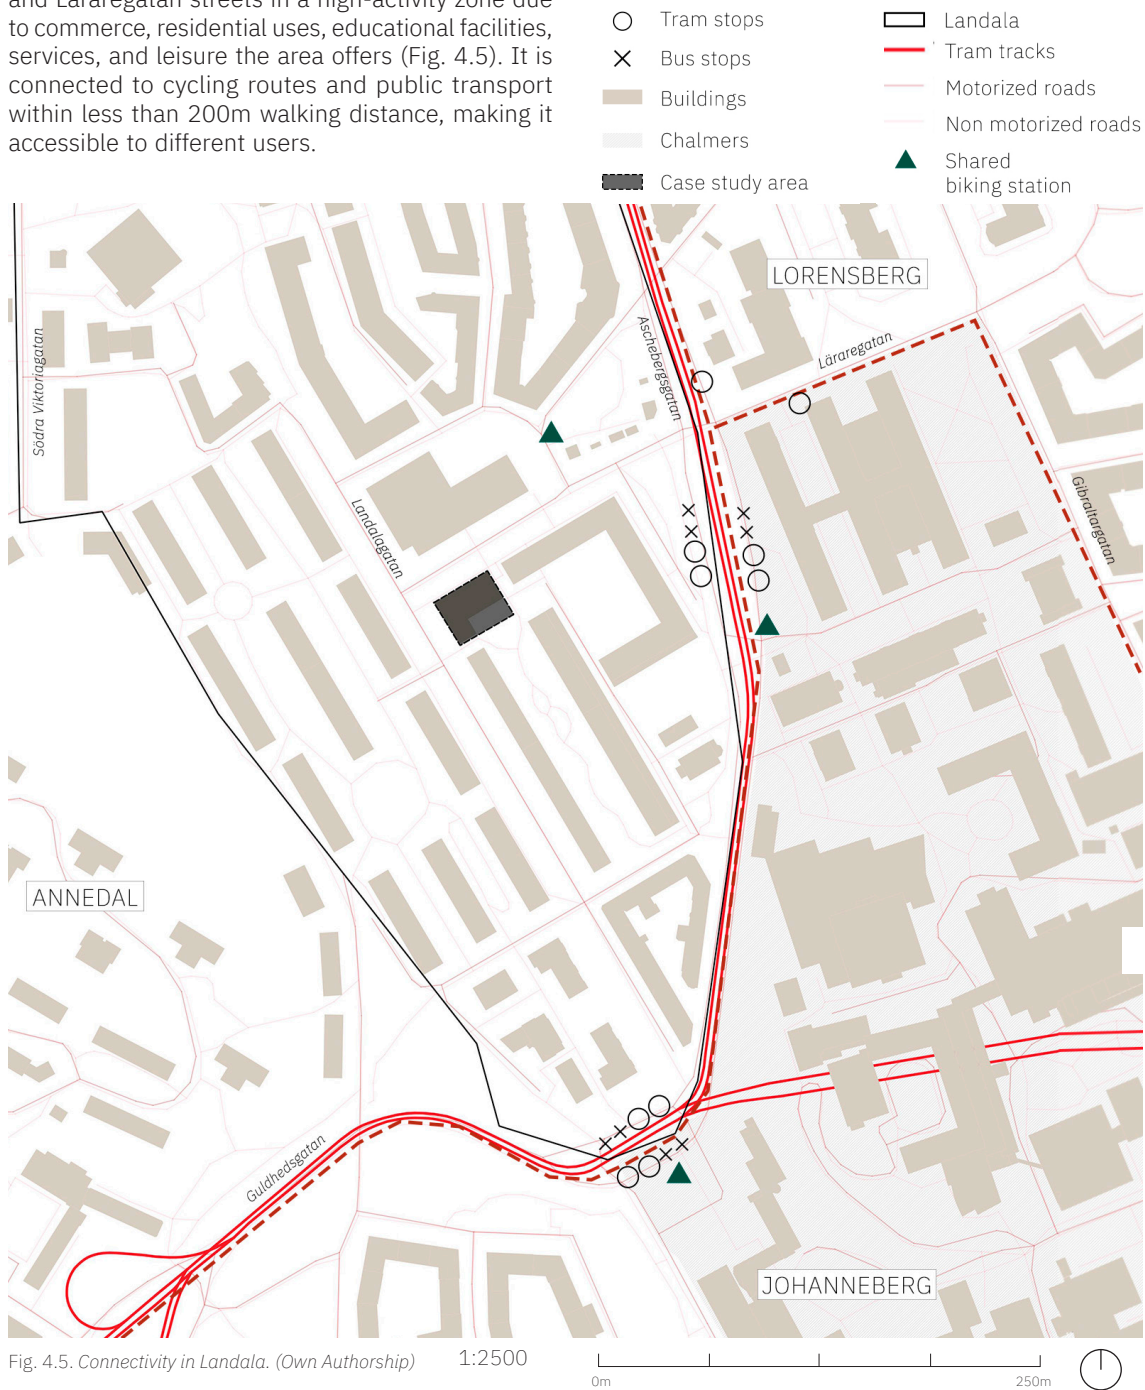 and Lararegatan streets in a high-activity zone due
to commerce, residential uses, educational facilities,
services, and leisure the area offers (Fig. 4.5). It is
connected to cycling routes and public transport
within less than 200m walking distance, making it
accessible to different users.
Tram stops
Bus stops
Buildings
Chalmers
Case study area
Landala
Tram tracks
Motorized roads
Non motorized roads
Shared
biking station
LORENSBERG
Aschebergsgatan
Läraregatan
Södra Viktoriagatan
Landalagatan
Gibraltargatan
ANNEDAL
Guldhedsgatan
JOHANNEBERG
Fig. 4.5. Connectivity in Landala. (Own Authorship)
1:2500
0m
250m